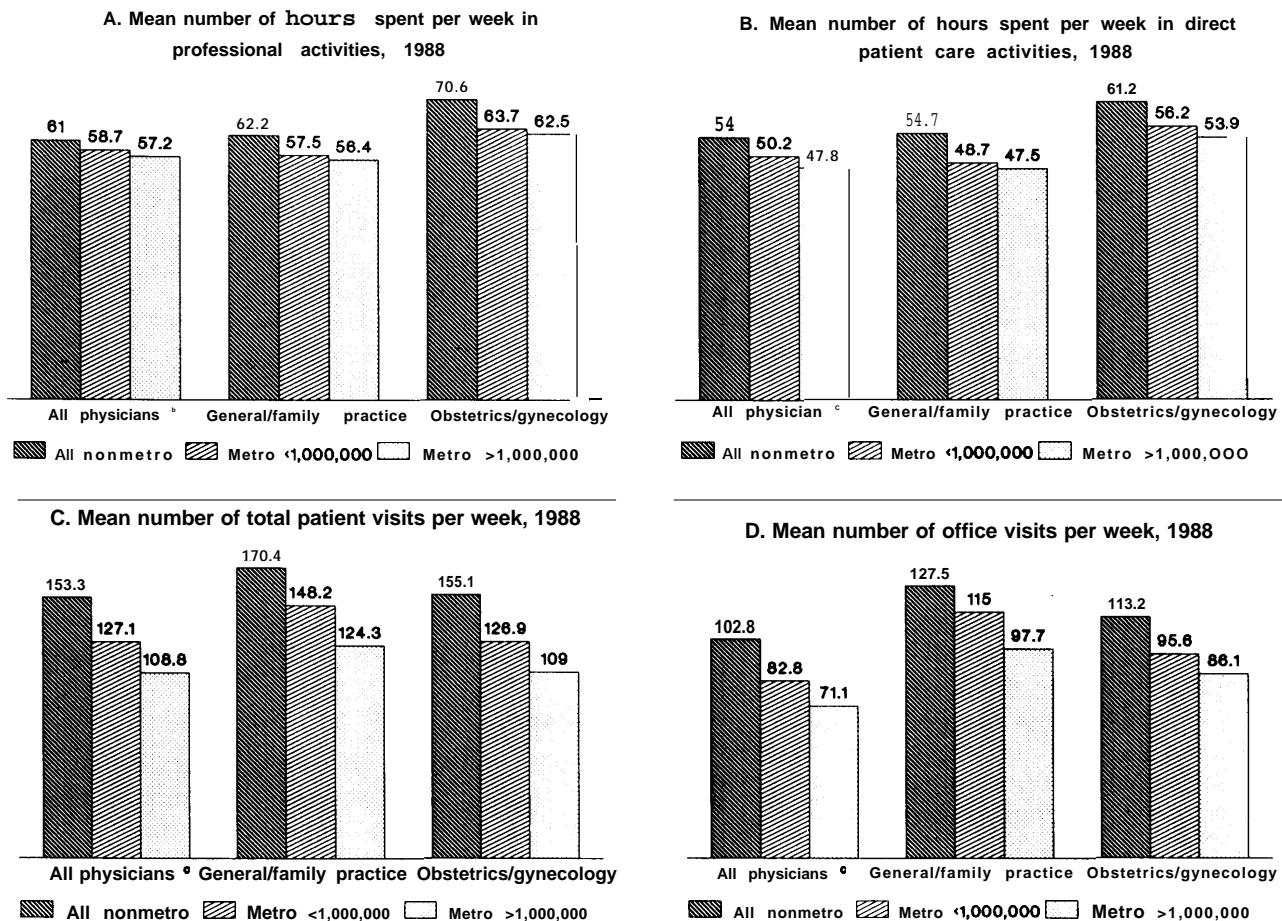 A. Mean number of hours spent per week in
professional activities, 1988
70.6
61
58.7
57.2
62.2
57.5
56.4
63.7
62.5
All physicians b
General/family practice
Obstetrics/gynecology
All nonmetro
Metro <1,000,000
Metro >1,000,000
B. Mean number of hours spent per week in direct
patient care activities, 1988
61.2
54
50.2
47.8
54.7
48.7
47.5
56.2
53.9
All physician c
General/family practice
Obstetrics/gynecology
All nonmetro
Metro <1,000,000
Metro >1,000,OOO
C. Mean number of total patient visits per week, 1988
153.3
127.1
108.8
170.4
148.2
124.3
155.1
126.9
109
All physicians
General/family practice
Obstetrics/gynecology
All nonmetro
Metro <1,000,000
Metro >1,000,000
D. Mean number of office visits per week, 1988
102.8
82.8
71.1
127.5
115
97.7
113.2
95.6
86.1
All physicians
General/family practice
Obstetrics/gynecology
All nonmetro
Metro <1,000,000
Metro >1,000,000